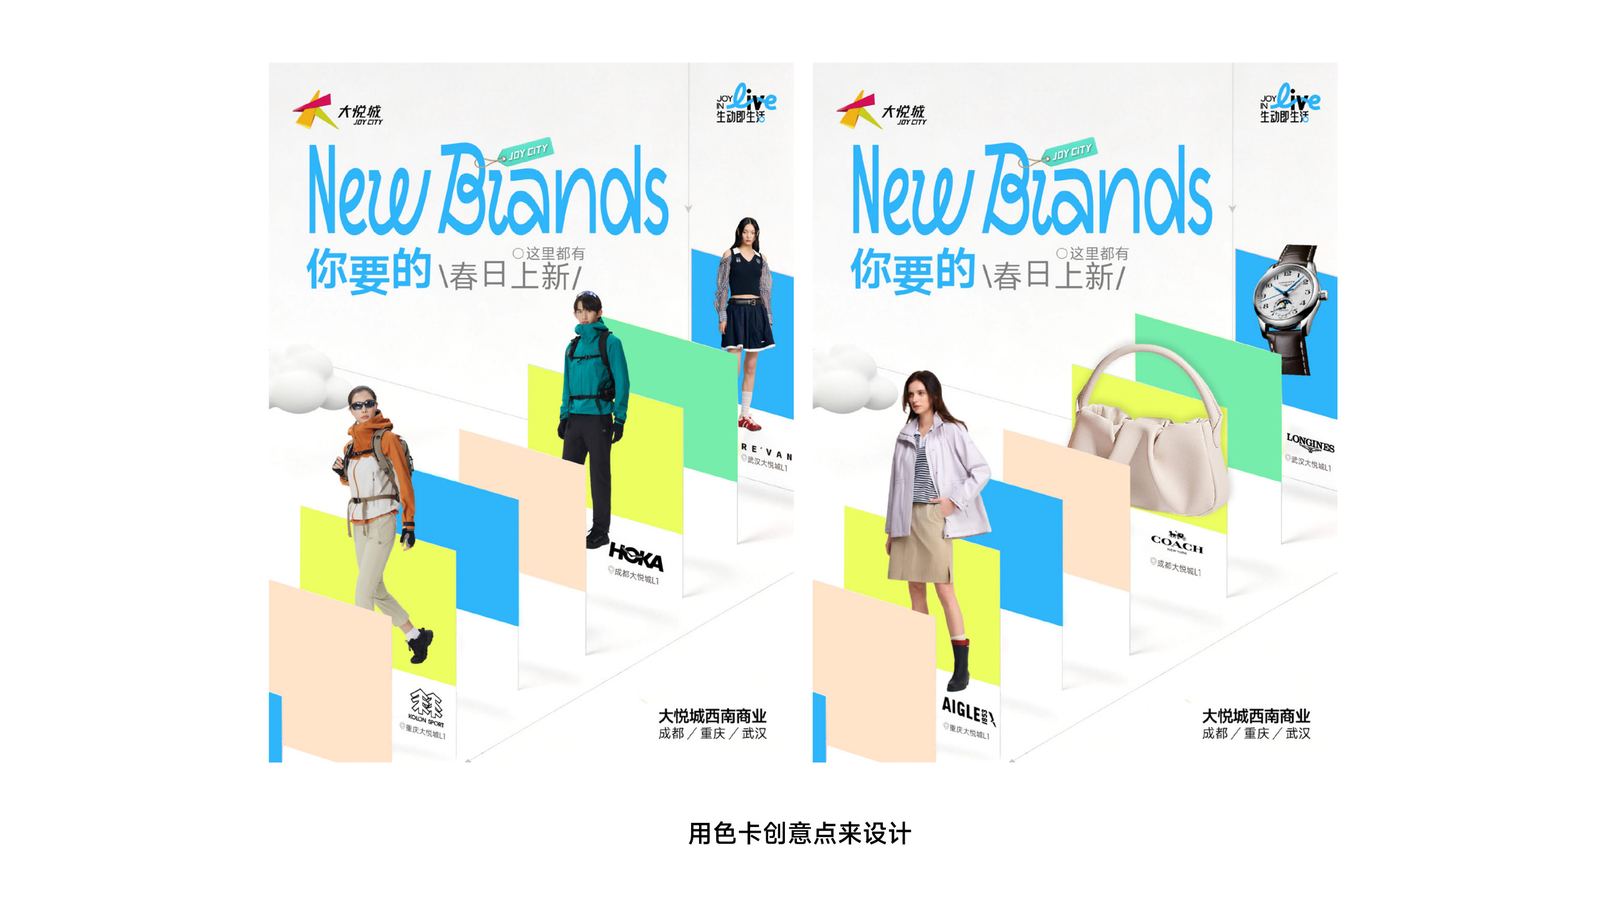 大悦城
JOY CITY
JOY IN live
生动即生活
New Brands
JOY CITY
你要的
这里都有
\春日上新/
RE'VAN
武汉大悦城L1
HOKA
成都大悦城L1
KOLON SPORT
重庆大悦城L1
大悦城西南商业
成都／重庆／武汉
大悦城
JOY CITY
JOY IN live
生动即生活
New Brands
JOY CITY
你要的
这里都有
\春日上新/
LONGINES
武汉大悦城L1
COACH
NEW YORK
成都大悦城L1
AIGLE 1853
重庆大悦城L1
大悦城西南商业
成都／重庆／武汉
用色卡创意点来设计